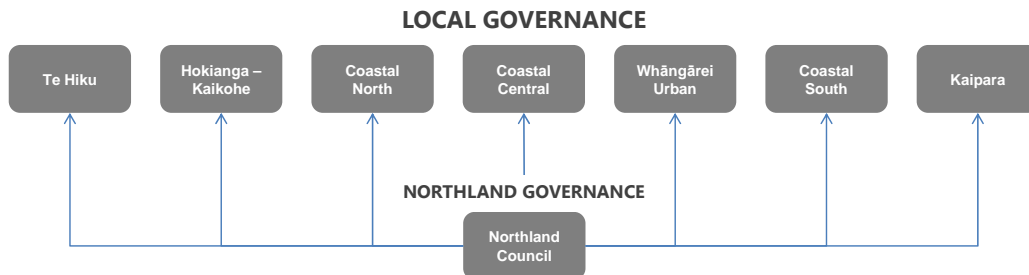 LOCAL GOVERNANCE
Te Hiku
Hokianga –
Kaikohe
Coastal
North
Coastal
Central
Whāngārei
Urban
Coastal
South
Kaipara
NORTHLAND GOVERNANCE
Northland
Council